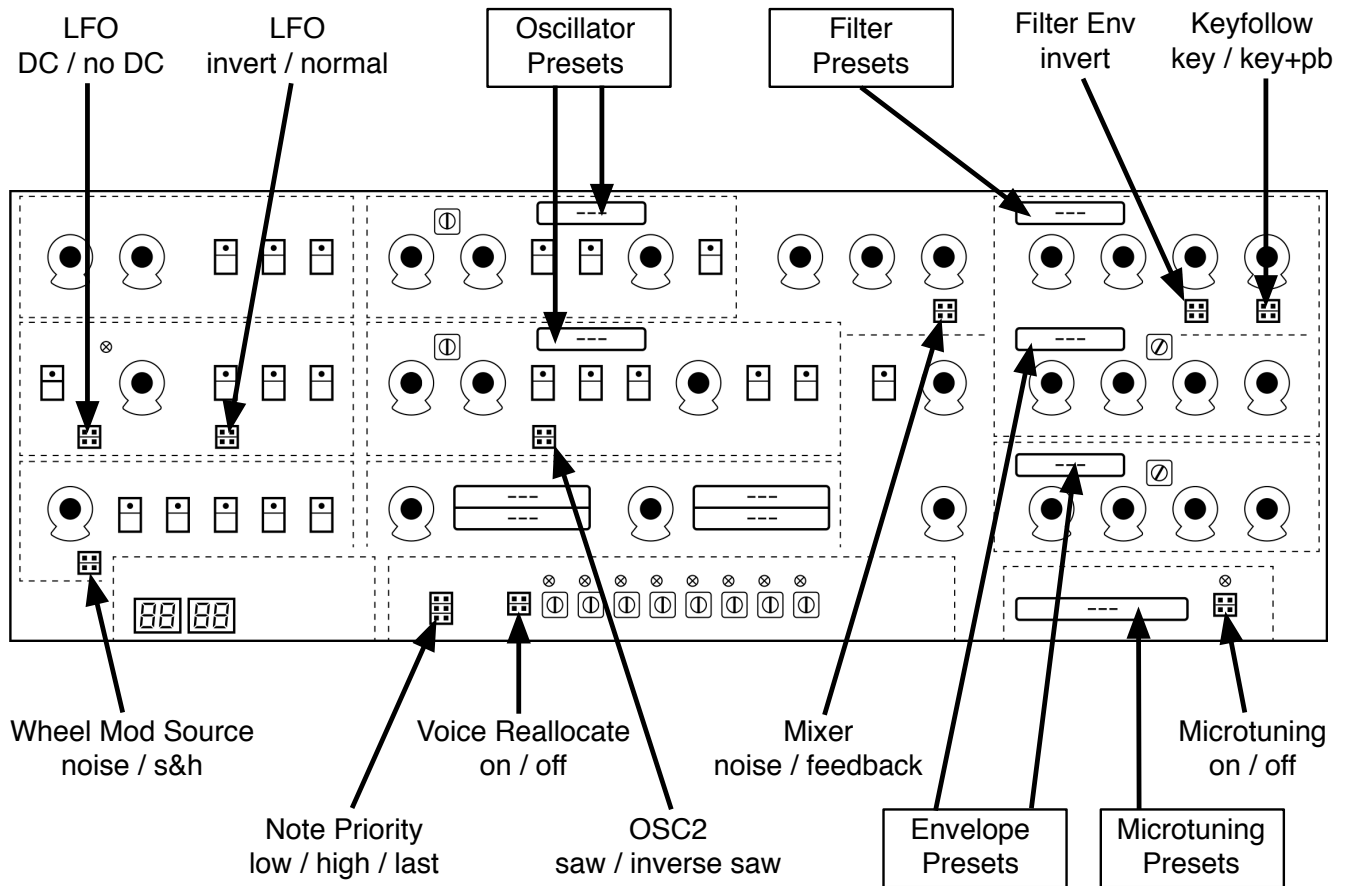 LFO
DC / no DC
LFO
invert / normal
Oscillator
Presets
Filter
Presets
Filter Env
invert
Keyfollow
key / key+pb
---
---
---
---
---
---
---
---
---
88 88
---
Wheel Mod Source
noise / s&h
Voice Reallocate
on / off
Mixer
noise / feedback
Microtuning
on / off
Note Priority
low / high / last
OSC2
saw / inverse saw
Envelope
Presets
Microtuning
Presets